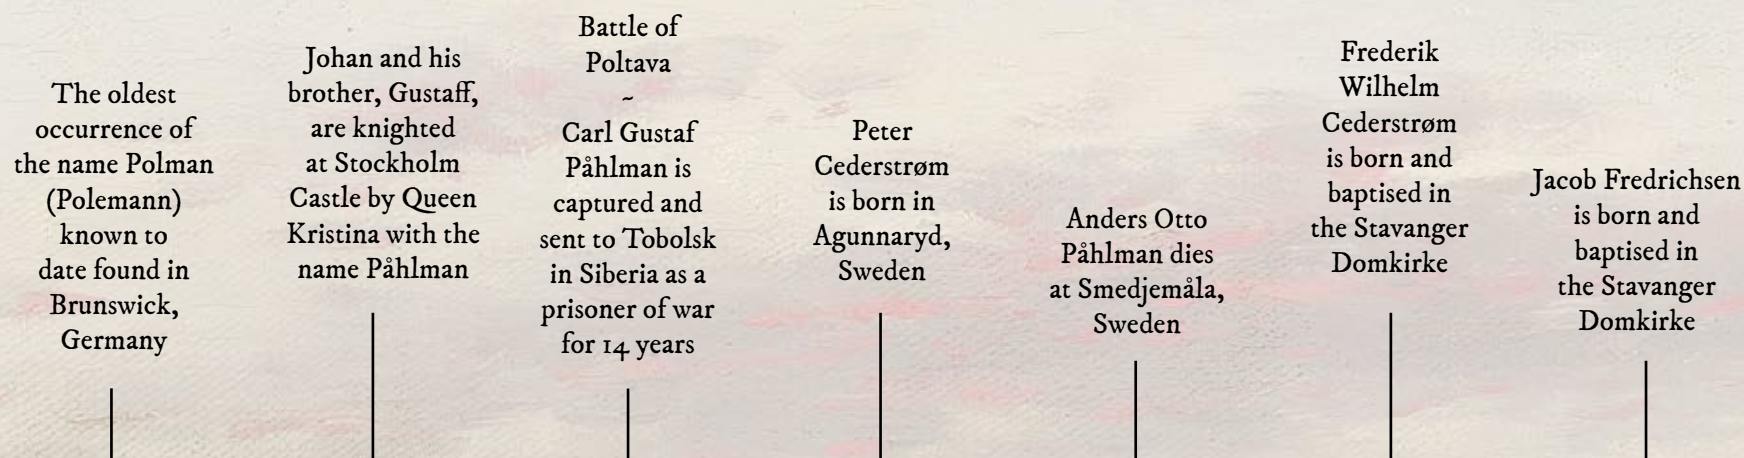 The oldest
occurrence of
the name Polman
(Polemann)
known to
date found in
Brunswick,
Germany
Johan and his
brother, Gustaff,
are knighted
at Stockholm
Castle by Queen
Kristina with the
name Påhlman
Battle of
Poltava
~
Carl Gustaf
Påhlman is
captured and
sent to Tobolsk
in Siberia as a
prisoner of war
for 14 years
Peter
Cederstrøm
is born in
Agunnaryd,
Sweden
Anders Otto
Påhlman dies
at Smedjemåla,
Sweden
Frederik
Wilhelm
Cederstrøm
is born and
baptised in
the Stavanger
Domkirke
Jacob Fredrichsen
is born and
baptised in
the Stavanger
Domkirke